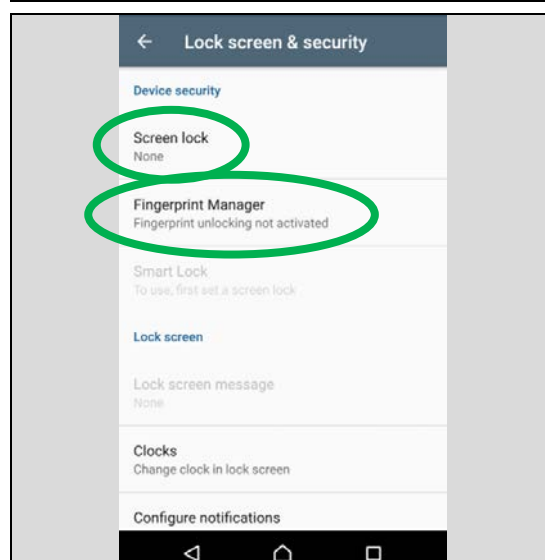 Lock screen & security
Device security
Screen lock
None
Fingerprint Manager
Fingerprint unlocking not activated
Smart Lock
To use, first set a screen lock
Lock screen
Lock screen message
None
Clocks
Change clock in lock screen
Configure notifications